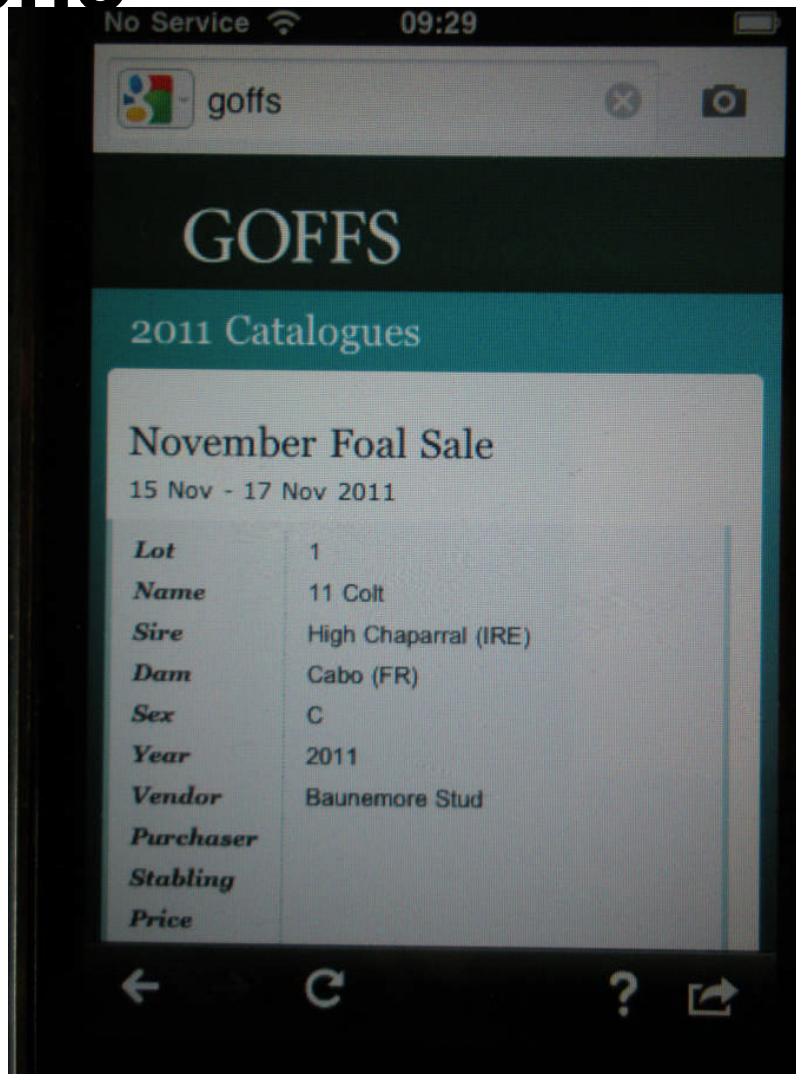 No Service 09:29
goffs
GOFFS
2011 Catalogues
November Foal Sale
15 Nov - 17 Nov 2011
Lot 1
Name 11 Colt
Sire High Chaparral (IRE)
Dam Cabo (FR)
Sex C
Year 2011
Vendor Baunemore Stud
Purchaser
Stabling
Price
?